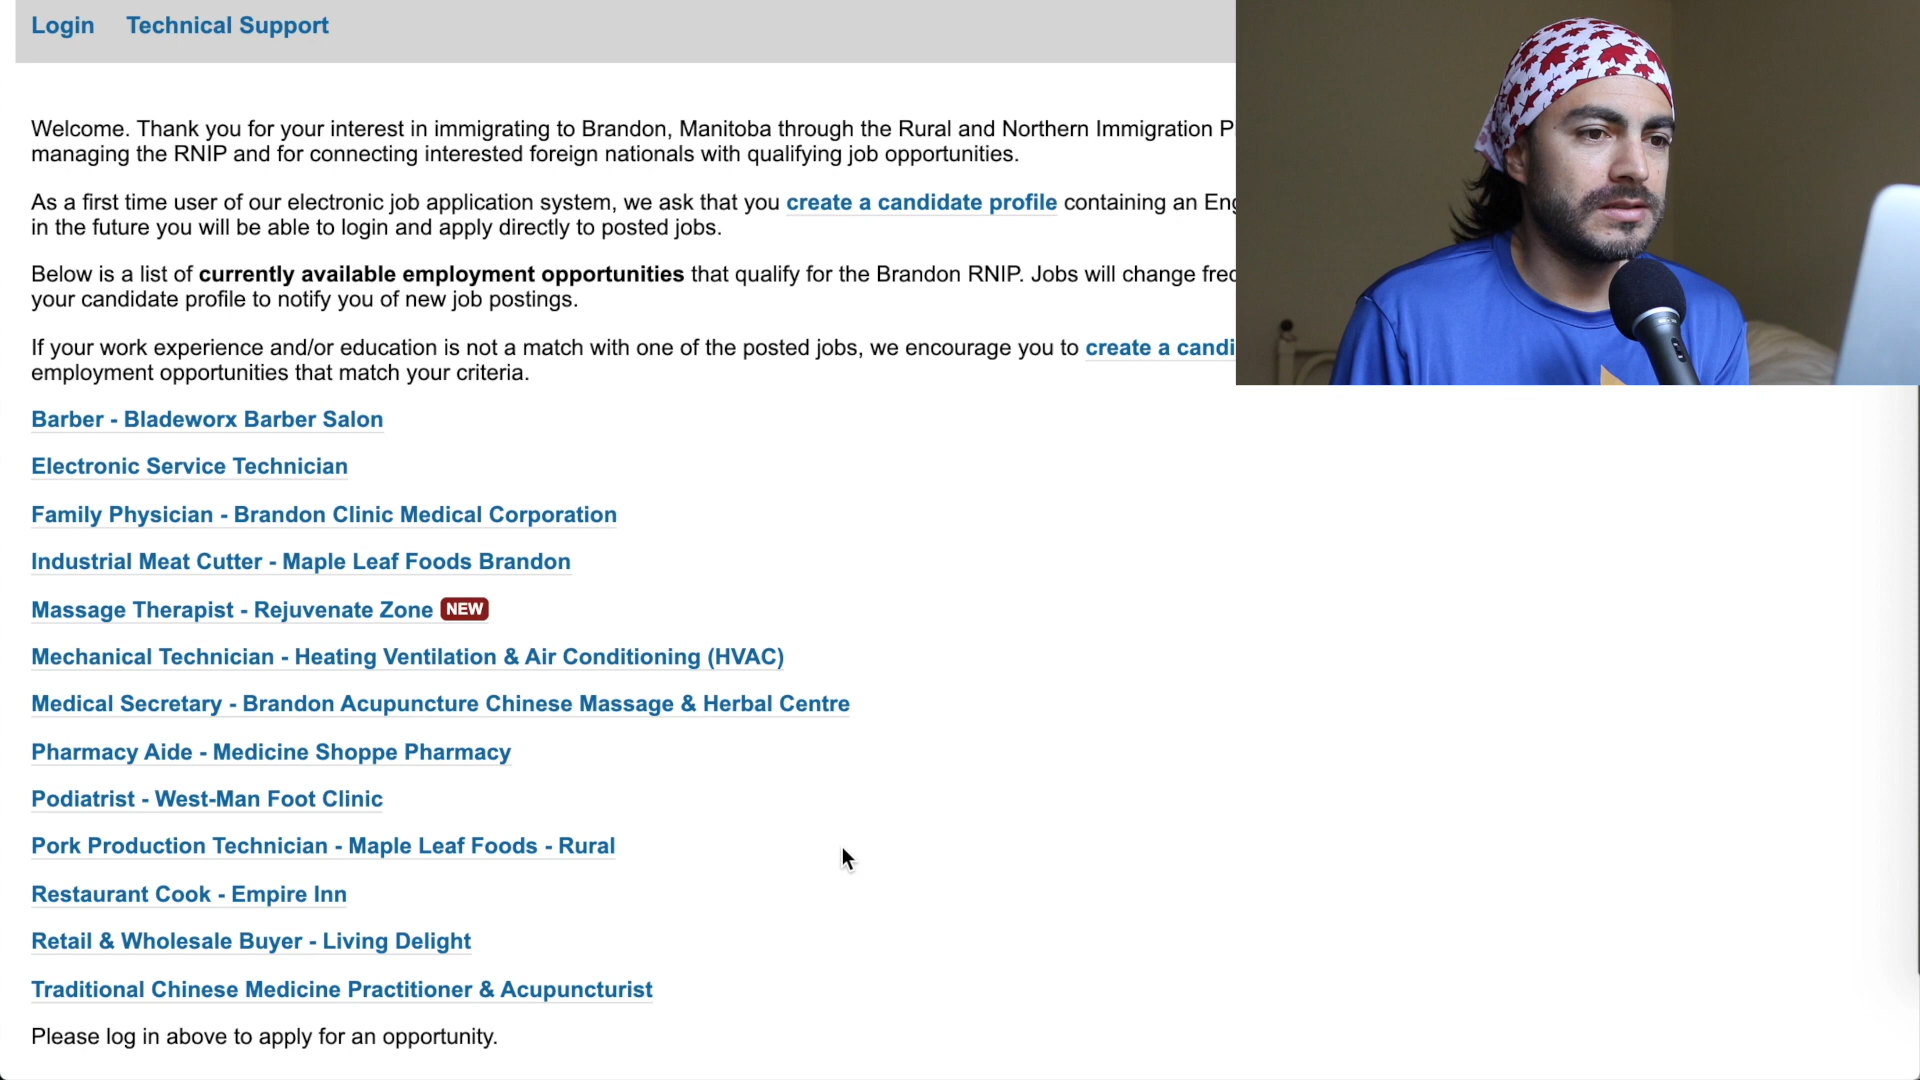 Login Technical Support
Welcome. Thank you for your interest in immigrating to Brandon, Manitoba through the Rural and Northern Immigration
managing the RNIP and for connecting interested foreign nationals with qualifying job opportunities.
As a first time user of our electronic job application system, we ask that you create a candidate profile containing an
in the future you will be able to login and apply directly to posted jobs.
Below is a list of currently available employment opportunities that qualify for the Brandon RNIP. Jobs will change
your candidate profile to notify you of new job postings.
If your work experience and/or education is not a match with one of the posted jobs, we encourage you to create a
employment opportunities that match your criteria.
Barber - Bladeworx Barber Salon
Electronic Service Technician
Family Physician - Brandon Clinic Medical Corporation
Industrial Meat Cutter - Maple Leaf Foods Brandon
Massage Therapist - Rejuvenate Zone NEW
Mechanical Technician - Heating Ventilation & Air Conditioning (HVAC)
Medical Secretary - Brandon Acupuncture Chinese Massage & Herbal Centre
Pharmacy Aide - Medicine Shoppe Pharmacy
Podiatrist - West-Man Foot Clinic
Pork Production Technician - Maple Leaf Foods - Rural
Restaurant Cook - Empire Inn
Retail & Wholesale Buyer - Living Delight
Traditional Chinese Medicine Practitioner & Acupuncturist
Please log in above to apply for an opportunity.